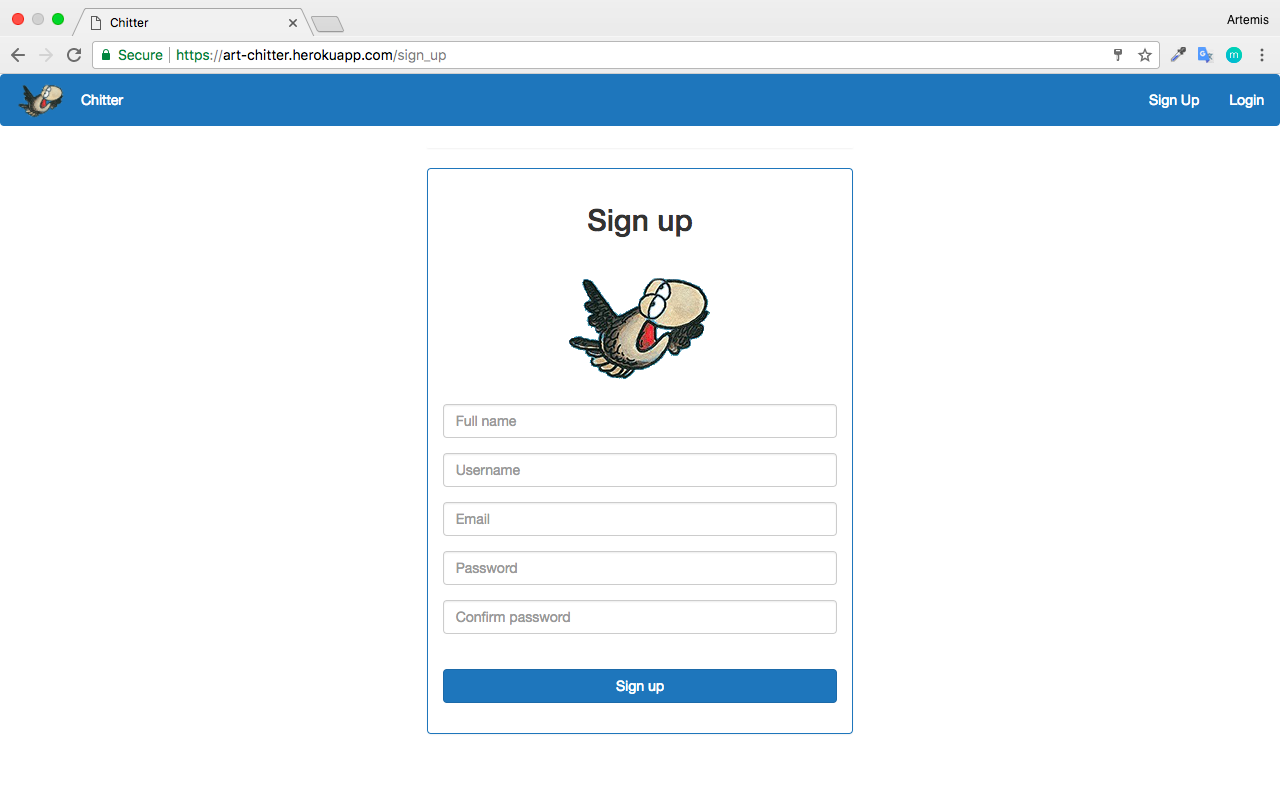 Chitter
Artemis
Secure https://art-chitter.herokuapp.com/sign_up
m
Chitter
Sign Up
Login
Sign up
Full name
Username
Email
Password
Confirm password
Sign up